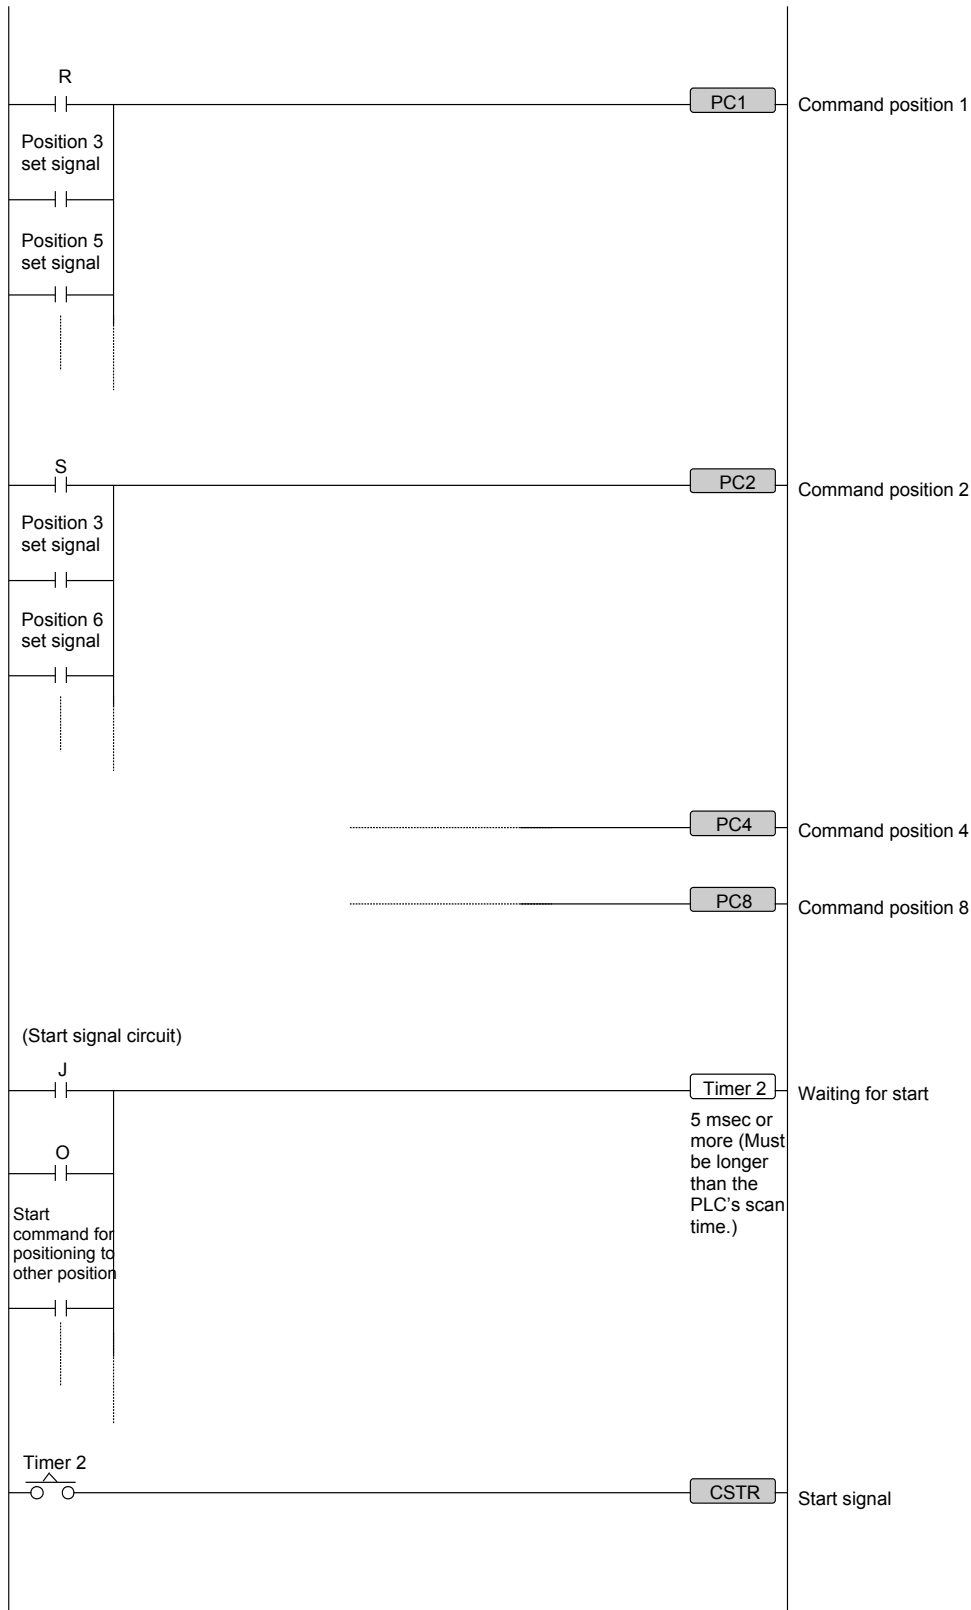 R
PC1
Command position 1
Position 3
set signal
Position 5
set signal
S
PC2
Command position 2
Position 3
set signal
Position 6
set signal
PC4
Command position 4
PC8
Command position 8
(Start signal circuit)
J
Timer 2
Waiting for start
5 msec or
more (Must
be longer
than the
PLC’s scan
time.)
O
Start
command for
positioning to
other position
Timer 2
CSTR
Start signal